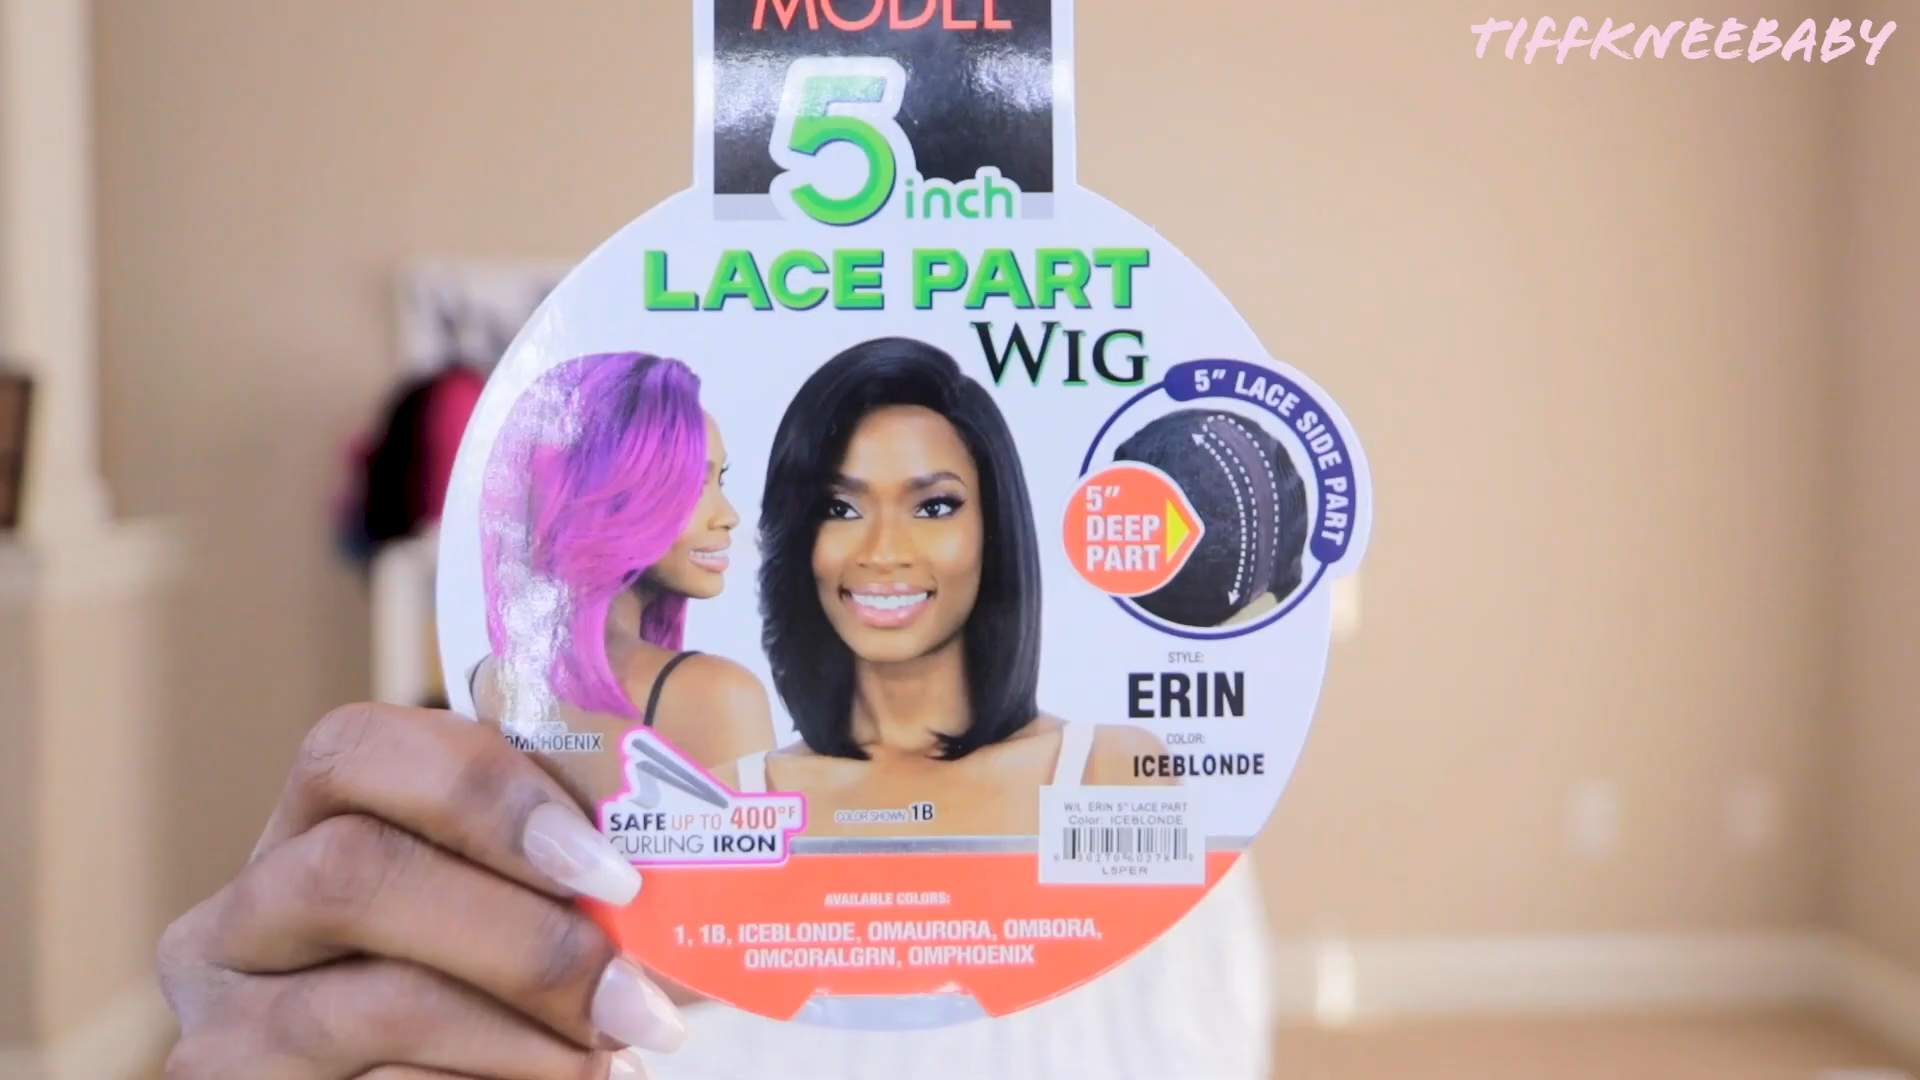 TIFFKNEEBABY
MODEL
5 inch
LACE PART
WIG
5" LACE SIDE PART
5"
DEEP
PART
STYLE:
ERIN
COLOR:
ICEBLONDE
OMPHOENIX
SAFE UP TO 400°F
CURLING IRON
COLOR SHOWN 1B
W/L ERIN 5" LACE PART
Color: ICEBLONDE
L5PER
AVAILABLE COLORS:
1, 1B, ICEBLONDE, OMAURORA, OMBORA,
OMCORALGRN, OMPHOENIX